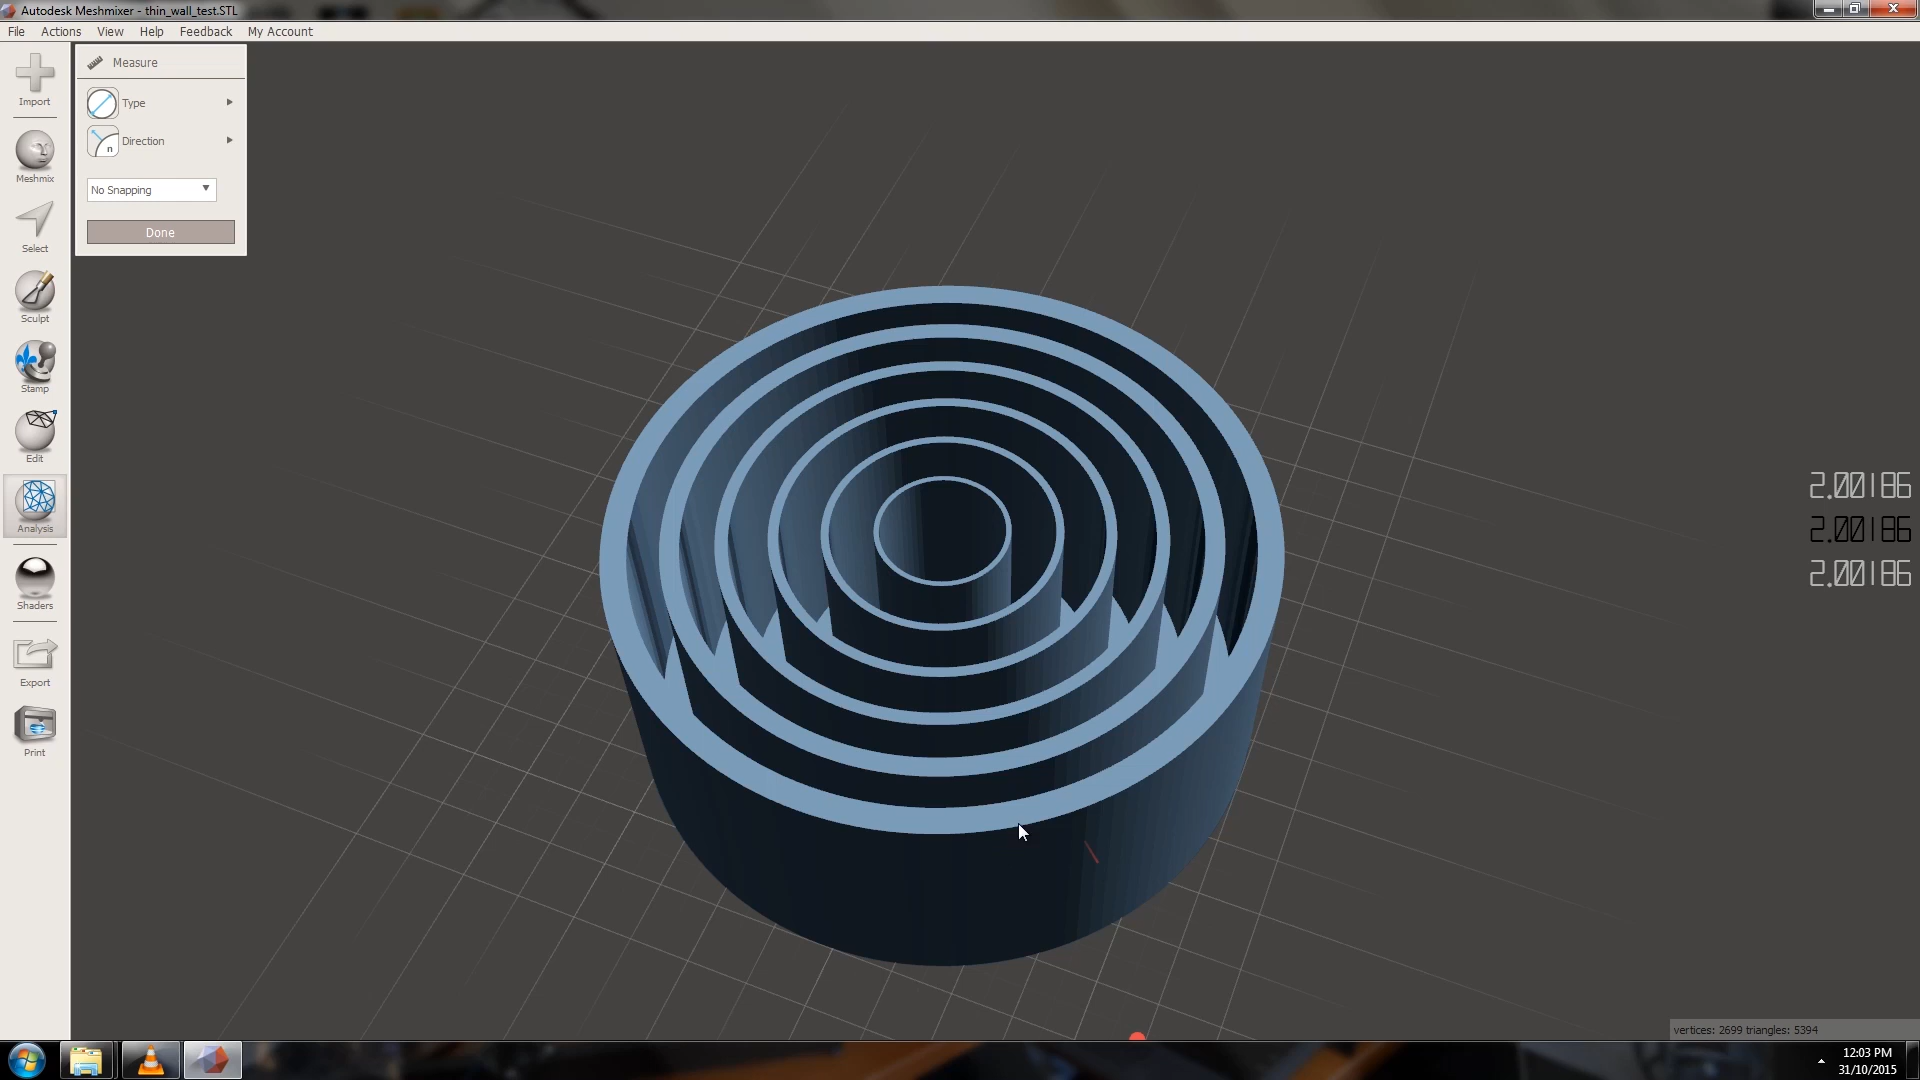 Autodesk Meshmixer - thin_wall_test.STL
File Actions View Help Feedback My Account
Measure
Type
Direction
n
No Snapping
Done
Import
Meshmix
Select
Sculpt
Stamp
Edit
Analysis
Shaders
Export
Print
2.00186
2.00186
2.00186
vertices: 2699 triangles: 5394
12:03 PM
31/10/2015